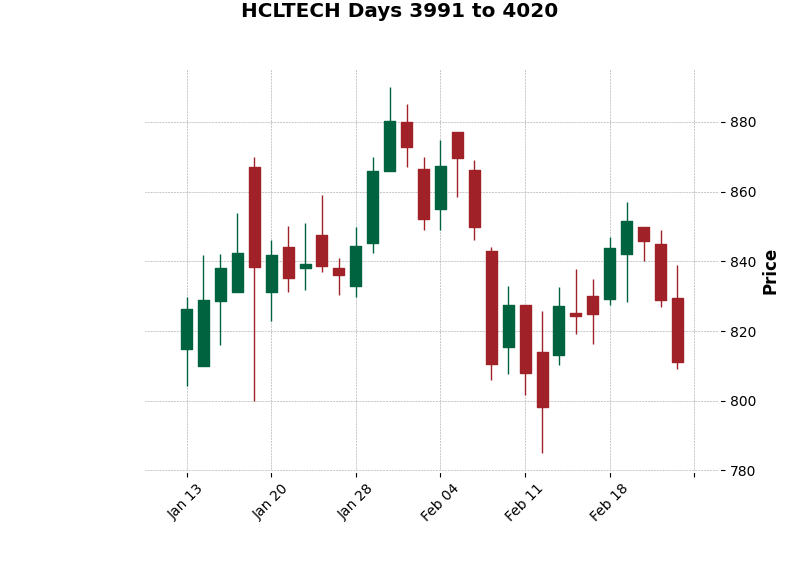 HCLTECH Days 3991 to 4020
880
860
840
820
800
780
Price
Jan 13
Jan 20
Jan 28
Feb 04
Feb 11
Feb 18